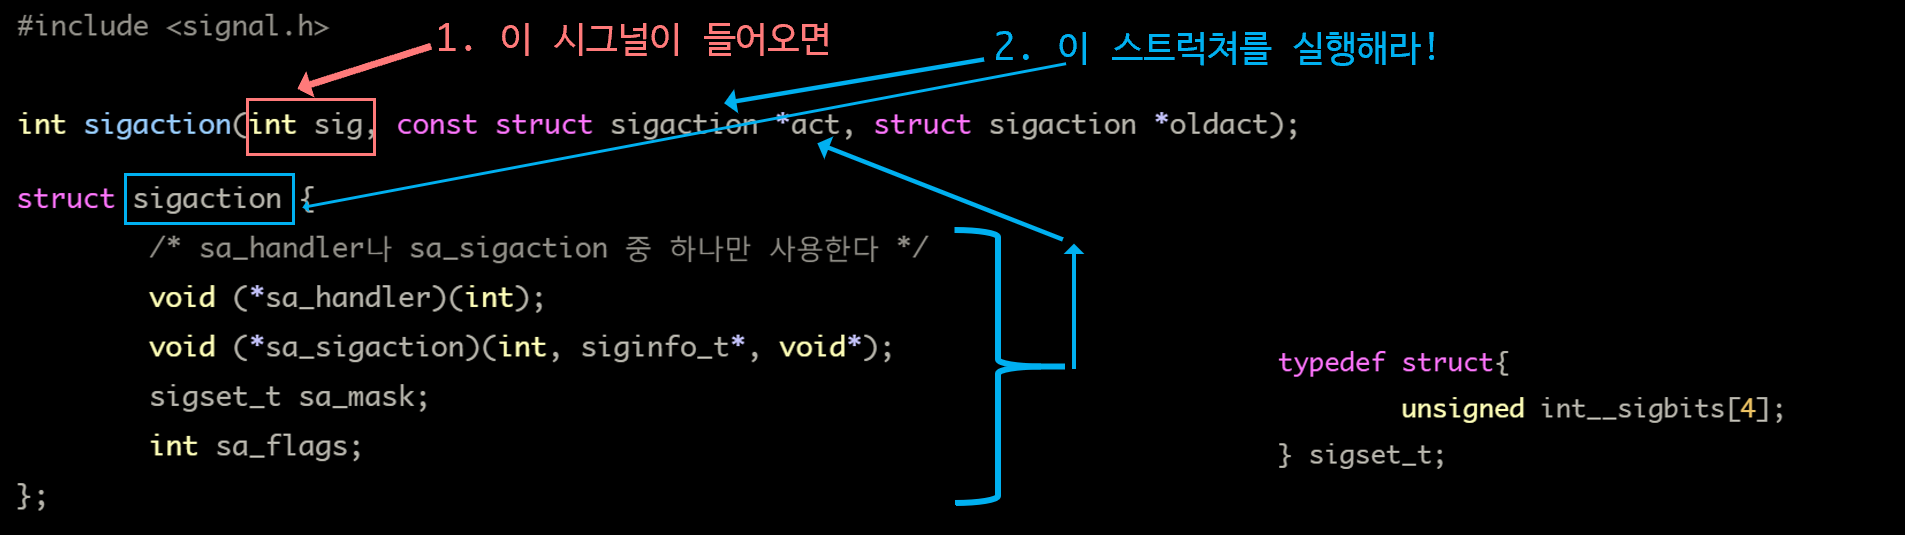 #include <signal.h>
1. 이 시그널이 들어오면
2. 이 스트럭쳐를 실행해라!
int sigaction(int sig, const struct sigaction *act, struct sigaction *oldact);
struct sigaction {
/* sa_handler나 sa_sigaction 중 하나만 사용한다 */
void (*sa_handler)(int);
void (*sa_sigaction)(int, siginfo_t*, void*);
sigset_t sa_mask;
int sa_flags;
};
typedef struct{
unsigned int__sigbits[4];
} sigset_t;